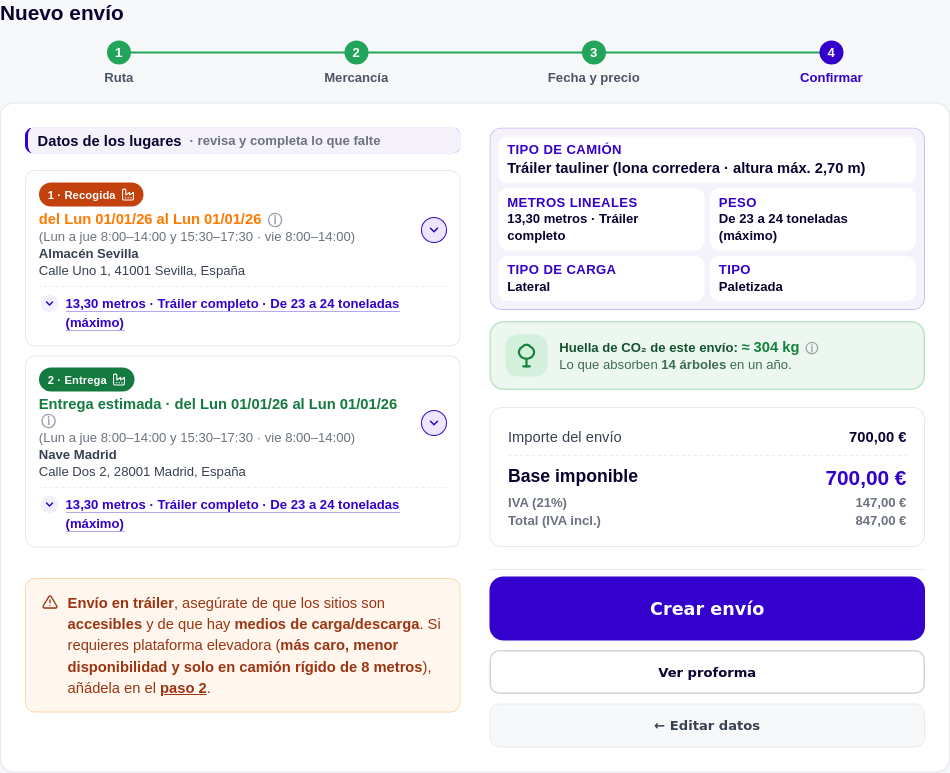 Nuevo envío
1
2
3
4
Ruta
Mercancía
Fecha y precio
Confirmar
Datos de los lugares · revisa y completa lo que falte
1 · Recogida
del Lun 01/01/26 al Lun 01/01/26 ⓘ
(Lun a jue 8:00–14:00 y 15:30–17:30 · vie 8:00–14:00)
Almacén Sevilla
Calle Uno 1, 41001 Sevilla, España
13,30 metros · Tráiler completo · De 23 a 24 toneladas
(máximo)
2 · Entrega
Entrega estimada · del Lun 01/01/26 al Lun 01/01/26
ⓘ
(Lun a jue 8:00–14:00 y 15:30–17:30 · vie 8:00–14:00)
Nave Madrid
Calle Dos 2, 28001 Madrid, España
13,30 metros · Tráiler completo · De 23 a 24 toneladas
(máximo)
Envío en tráiler, asegúrate de que los sitios son
accesibles y de que hay medios de carga/descarga. Si
requieres plataforma elevadora (más caro, menor
disponibilidad y solo en camión rígido de 8 metros),
añádela en el paso 2.
TIPO DE CAMIÓN
Tráiler tauliner (lona corredera · altura máx. 2,70 m)
METROS LINEALES
13,30 metros · Tráiler
completo
PESO
De 23 a 24 toneladas
(máximo)
TIPO DE CARGA
Lateral
TIPO
Paletizada
Huella de CO₂ de este envío: ≈ 304 kg ⓘ
Lo que absorben 14 árboles en un año.
Importe del envío 700,00 €
Base imponible 700,00 €
IVA (21%) 147,00 €
Total (IVA incl.) 847,00 €
Crear envío
Ver proforma
← Editar datos